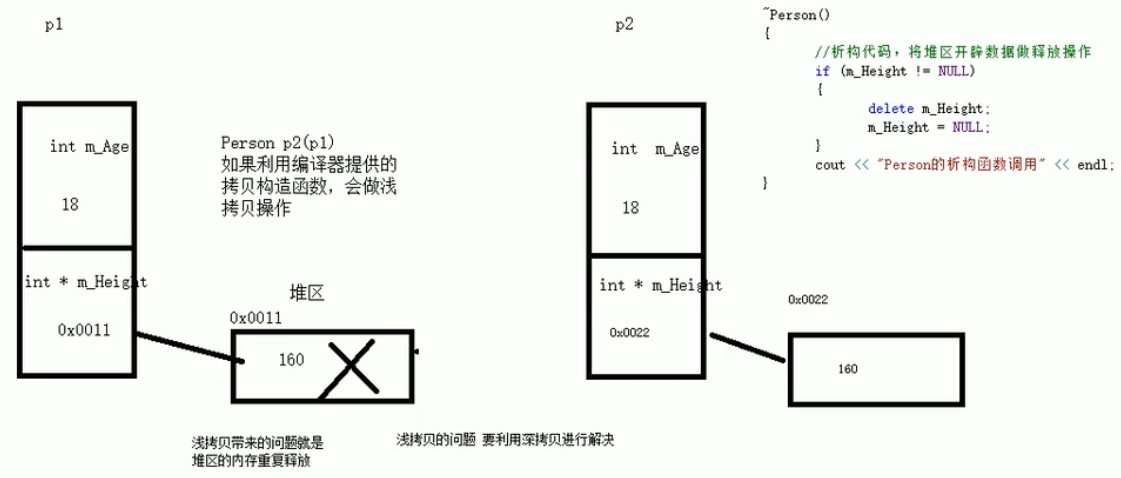 p1
int m_Age
18
int * m_Height
0x0011
Person p2(p1)
如果利用编译器提供的
拷贝构造函数，会做浅
拷贝操作
堆区
0x0011
160
浅拷贝带来的问题就是
堆区的内存重复释放
浅拷贝的问题 要利用深拷贝进行解决
p2
int m_Age
18
int * m_Height
0x0022
0x0022
160
~Person()
{
//析构代码，将堆区开辟数据做释放操作
if (m_Height != NULL)
{
delete m_Height;
m_Height = NULL;
}
cout << "Person的析构函数调用" << endl;
}